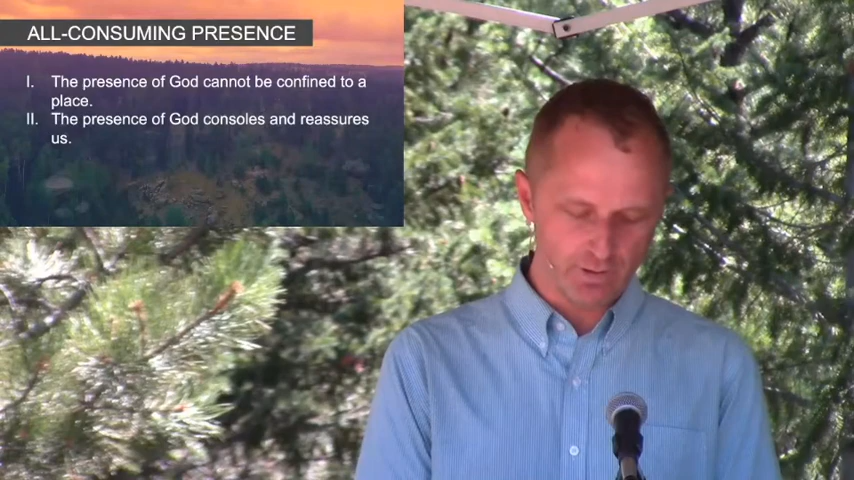 ALL-CONSUMING PRESENCE
I. The presence of God cannot be confined to a
place.
II. The presence of God consoles and reassures
us.